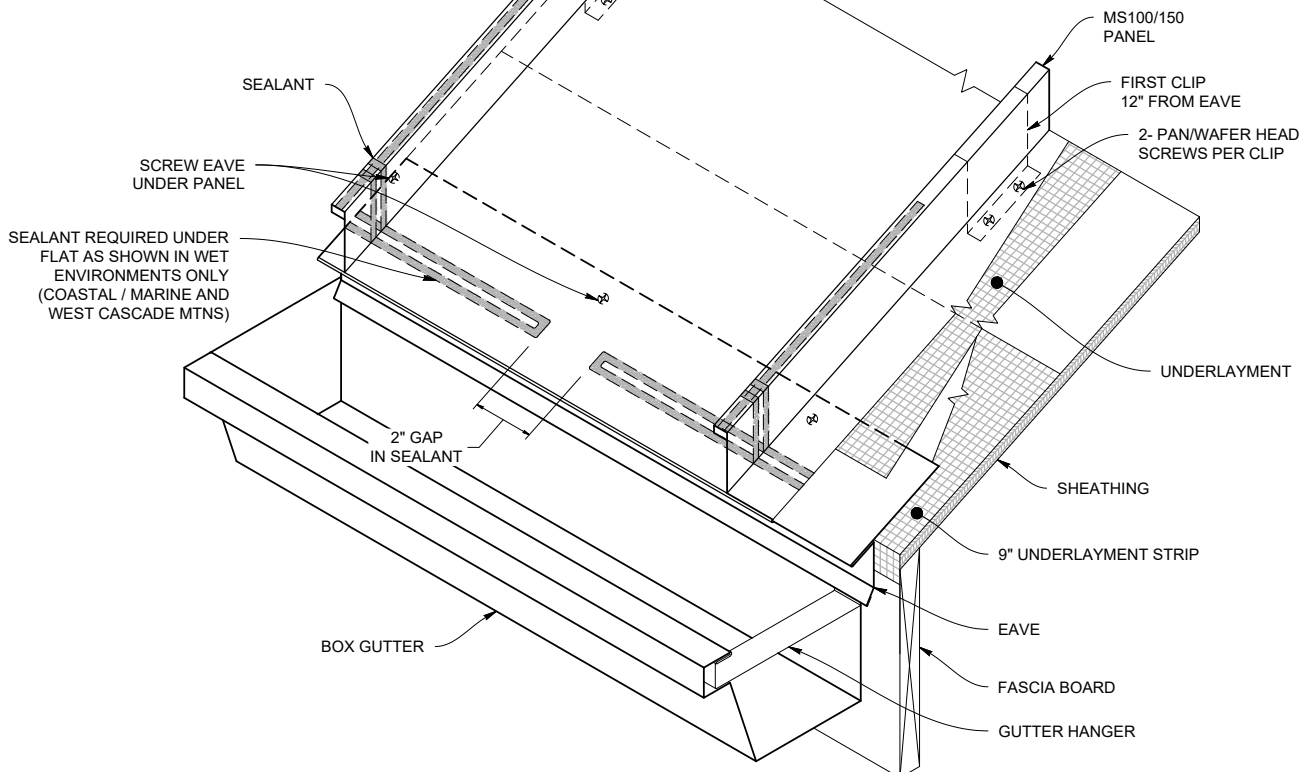 MS100/150
PANEL
SEALANT
FIRST CLIP
12" FROM EAVE
2- PAN/WAFER HEAD
SCREWS PER CLIP
SCREW EAVE
UNDER PANEL
SEALANT REQUIRED UNDER
FLAT AS SHOWN IN WET
ENVIRONMENTS ONLY
(COASTAL / MARINE AND
WEST CASCADE MTNS)
UNDERLAYMENT
2" GAP
IN SEALANT
SHEATHING
9" UNDERLAYMENT STRIP
EAVE
BOX GUTTER
FASCIA BOARD
GUTTER HANGER